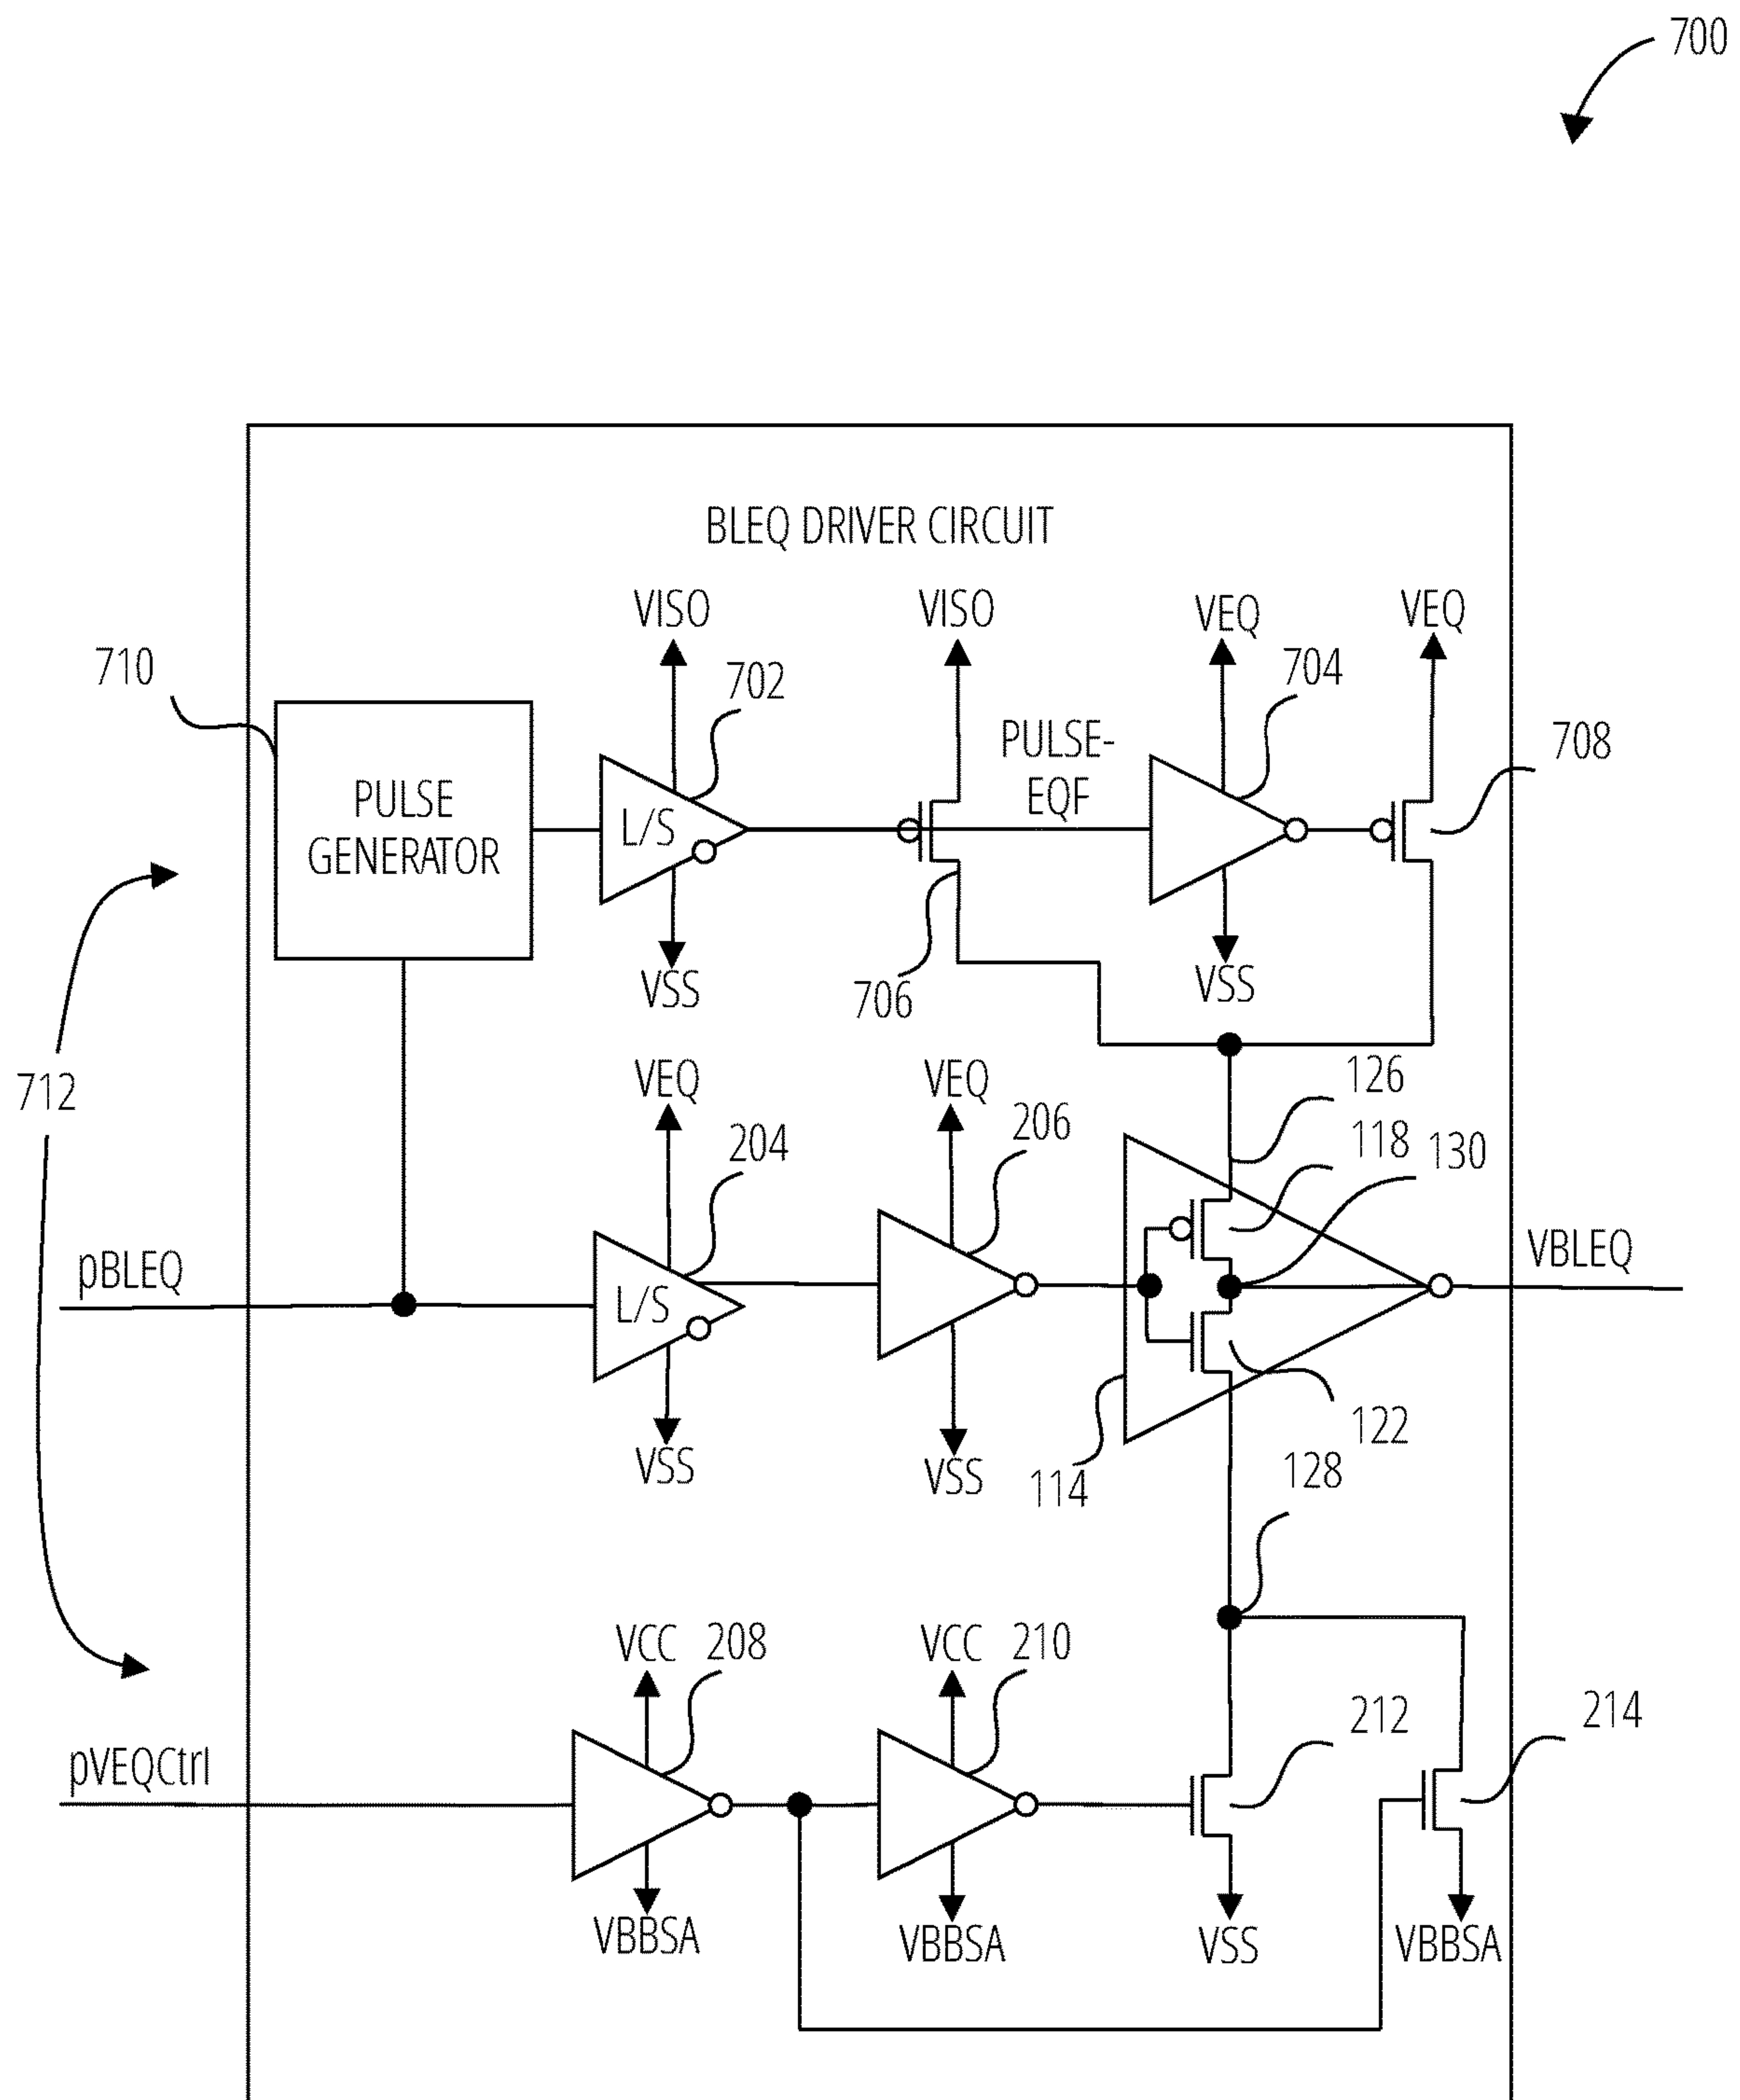 700
BLEQ DRIVER CIRCUIT
VISO
VISO
VEQ
VEQ
710
702
704
708
PULSE
GENERATOR
L/S
PULSE-
EQF
VSS
706
VSS
712
VEQ
VEQ
126
204
206
118
130
pBLEQ
L/S
VBLEQ
VSS
VSS
114
122
128
VCC
208
VCC
210
212
214
pVEQCtrl
VBBSA
VBBSA
VSS
VBBSA